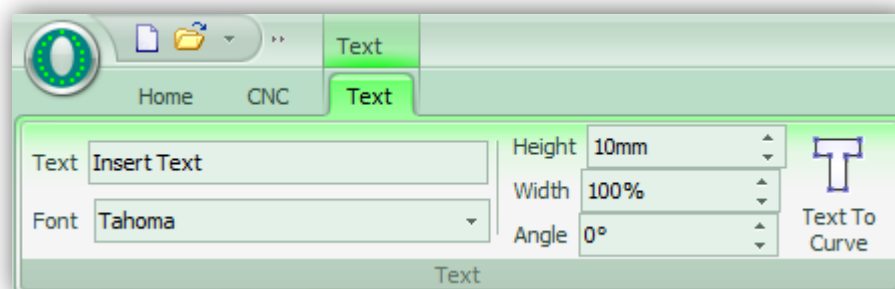 Text
Home CNC Text
Text Insert Text
Font Tahoma
Height 10mm
Width 100%
Angle 0°
Text To
Curve
Text